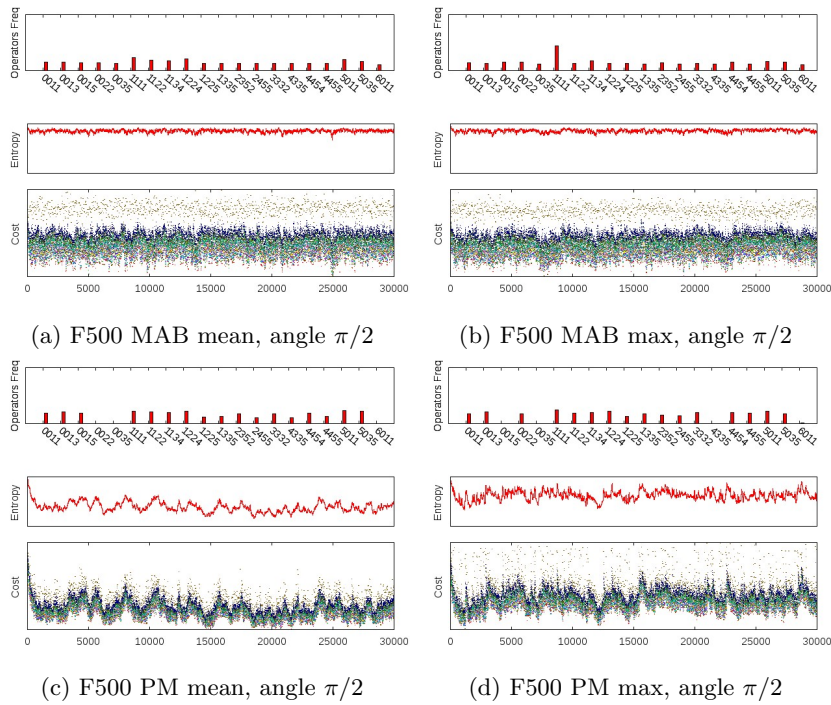 Operators Freq
0011 0013 0015 0022 0035 1111 1122 1134 1224 1225 1335 2352 2455 3332 4335 4454 4455 5011 5035 6011
Entropy
Cost
0 5000 10000 15000 20000 25000 30000
(a) F500 MAB mean, angle π/2
Operators Freq
0011 0013 0015 0022 0035 1111 1122 1134 1224 1225 1335 2352 2455 3332 4335 4454 4455 5011 5035 6011
Entropy
Cost
0 5000 10000 15000 20000 25000 30000
(b) F500 MAB max, angle π/2
Operators Freq
0011 0013 0015 0022 0035 1111 1122 1134 1224 1225 1335 2352 2455 3332 4335 4454 4455 5011 5035 6011
Entropy
Cost
0 5000 10000 15000 20000 25000 30000
(c) F500 PM mean, angle π/2
Operators Freq
0011 0013 0015 0022 0035 1111 1122 1134 1224 1225 1335 2352 2455 3332 4335 4454 4455 5011 5035 6011
Entropy
Cost
0 5000 10000 15000 20000 25000 30000
(d) F500 PM max, angle π/2